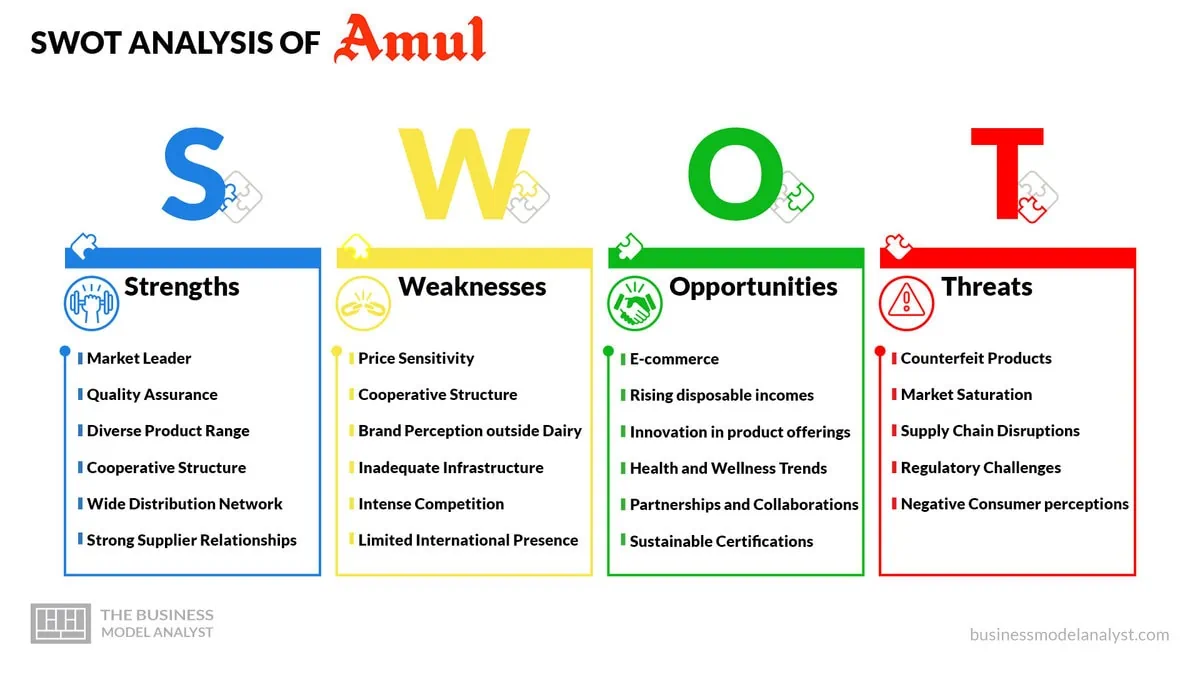 SWOT ANALYSIS OF Amul
S
W
O
T
Strengths
Market Leader
Quality Assurance
Diverse Product Range
Cooperative Structure
Wide Distribution Network
Strong Supplier Relationships
Weaknesses
Price Sensitivity
Cooperative Structure
Brand Perception outside Dairy
Inadequate Infrastructure
Intense Competition
Limited International Presence
Opportunities
E-commerce
Rising disposable incomes
Innovation in product offerings
Health and Wellness Trends
Partnerships and Collaborations
Sustainable Certifications
Threats
Counterfeit Products
Market Saturation
Supply Chain Disruptions
Regulatory Challenges
Negative Consumer perceptions
THE BUSINESS
MODEL ANALYST
businessmodelanalyst.com